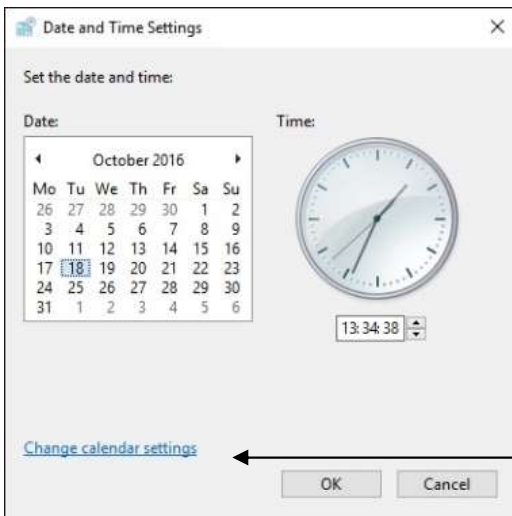 Date and Time Settings
Set the date and time:
Date:
Time:
October 2016
Mo Tu We Th Fr Sa Su
26 27 28 29 30 1 2
3 4 5 6 7 8 9
10 11 12 13 14 15 16
17 18 19 20 21 22 23
24 25 26 27 28 29 30
31 1 2 3 4 5 6
13:34:38
Change calendar settings
OK Cancel